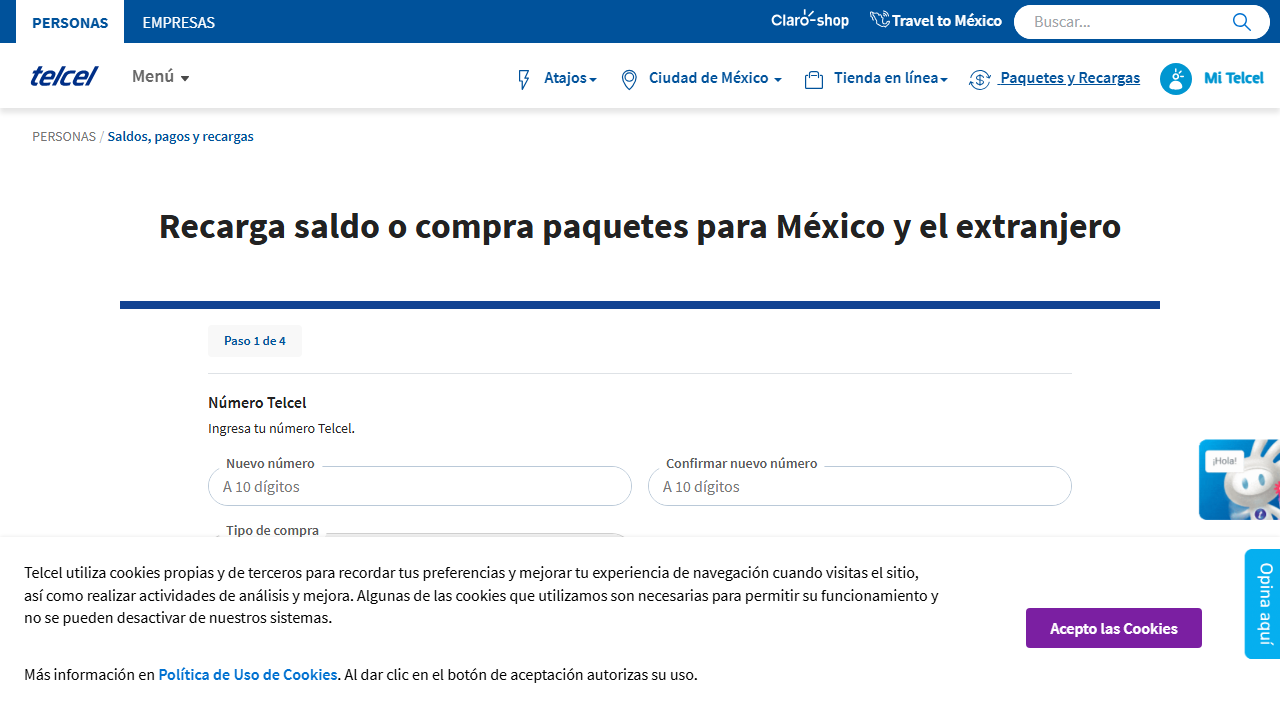 PERSONAS
EMPRESAS
Claro-shop
Travel to México
Buscar...
telcel
Menú
Atajos
Ciudad de México
Tienda en línea
Paquetes y Recargas
Mi Telcel
PERSONAS / Saldos, pagos y recargas
Recarga saldo o compra paquetes para México y el extranjero
Paso 1 de 4
Número Telcel
Ingresa tu número Telcel.
Nuevo número
Confirmar nuevo número
A 10 dígitos
A 10 dígitos
¡Hola!
Tipo de compra
Telcel utiliza cookies propias y de terceros para recordar tus preferencias y mejorar tu experiencia de navegación cuando visitas el sitio,
así como realizar actividades de análisis y mejora. Algunas de las cookies que utilizamos son necesarias para permitir su funcionamiento y
no se pueden desactivar de nuestros sistemas.
Acepto las Cookies
Opina aquí
Más información en Política de Uso de Cookies. Al dar clic en el botón de aceptación autorizas su uso.